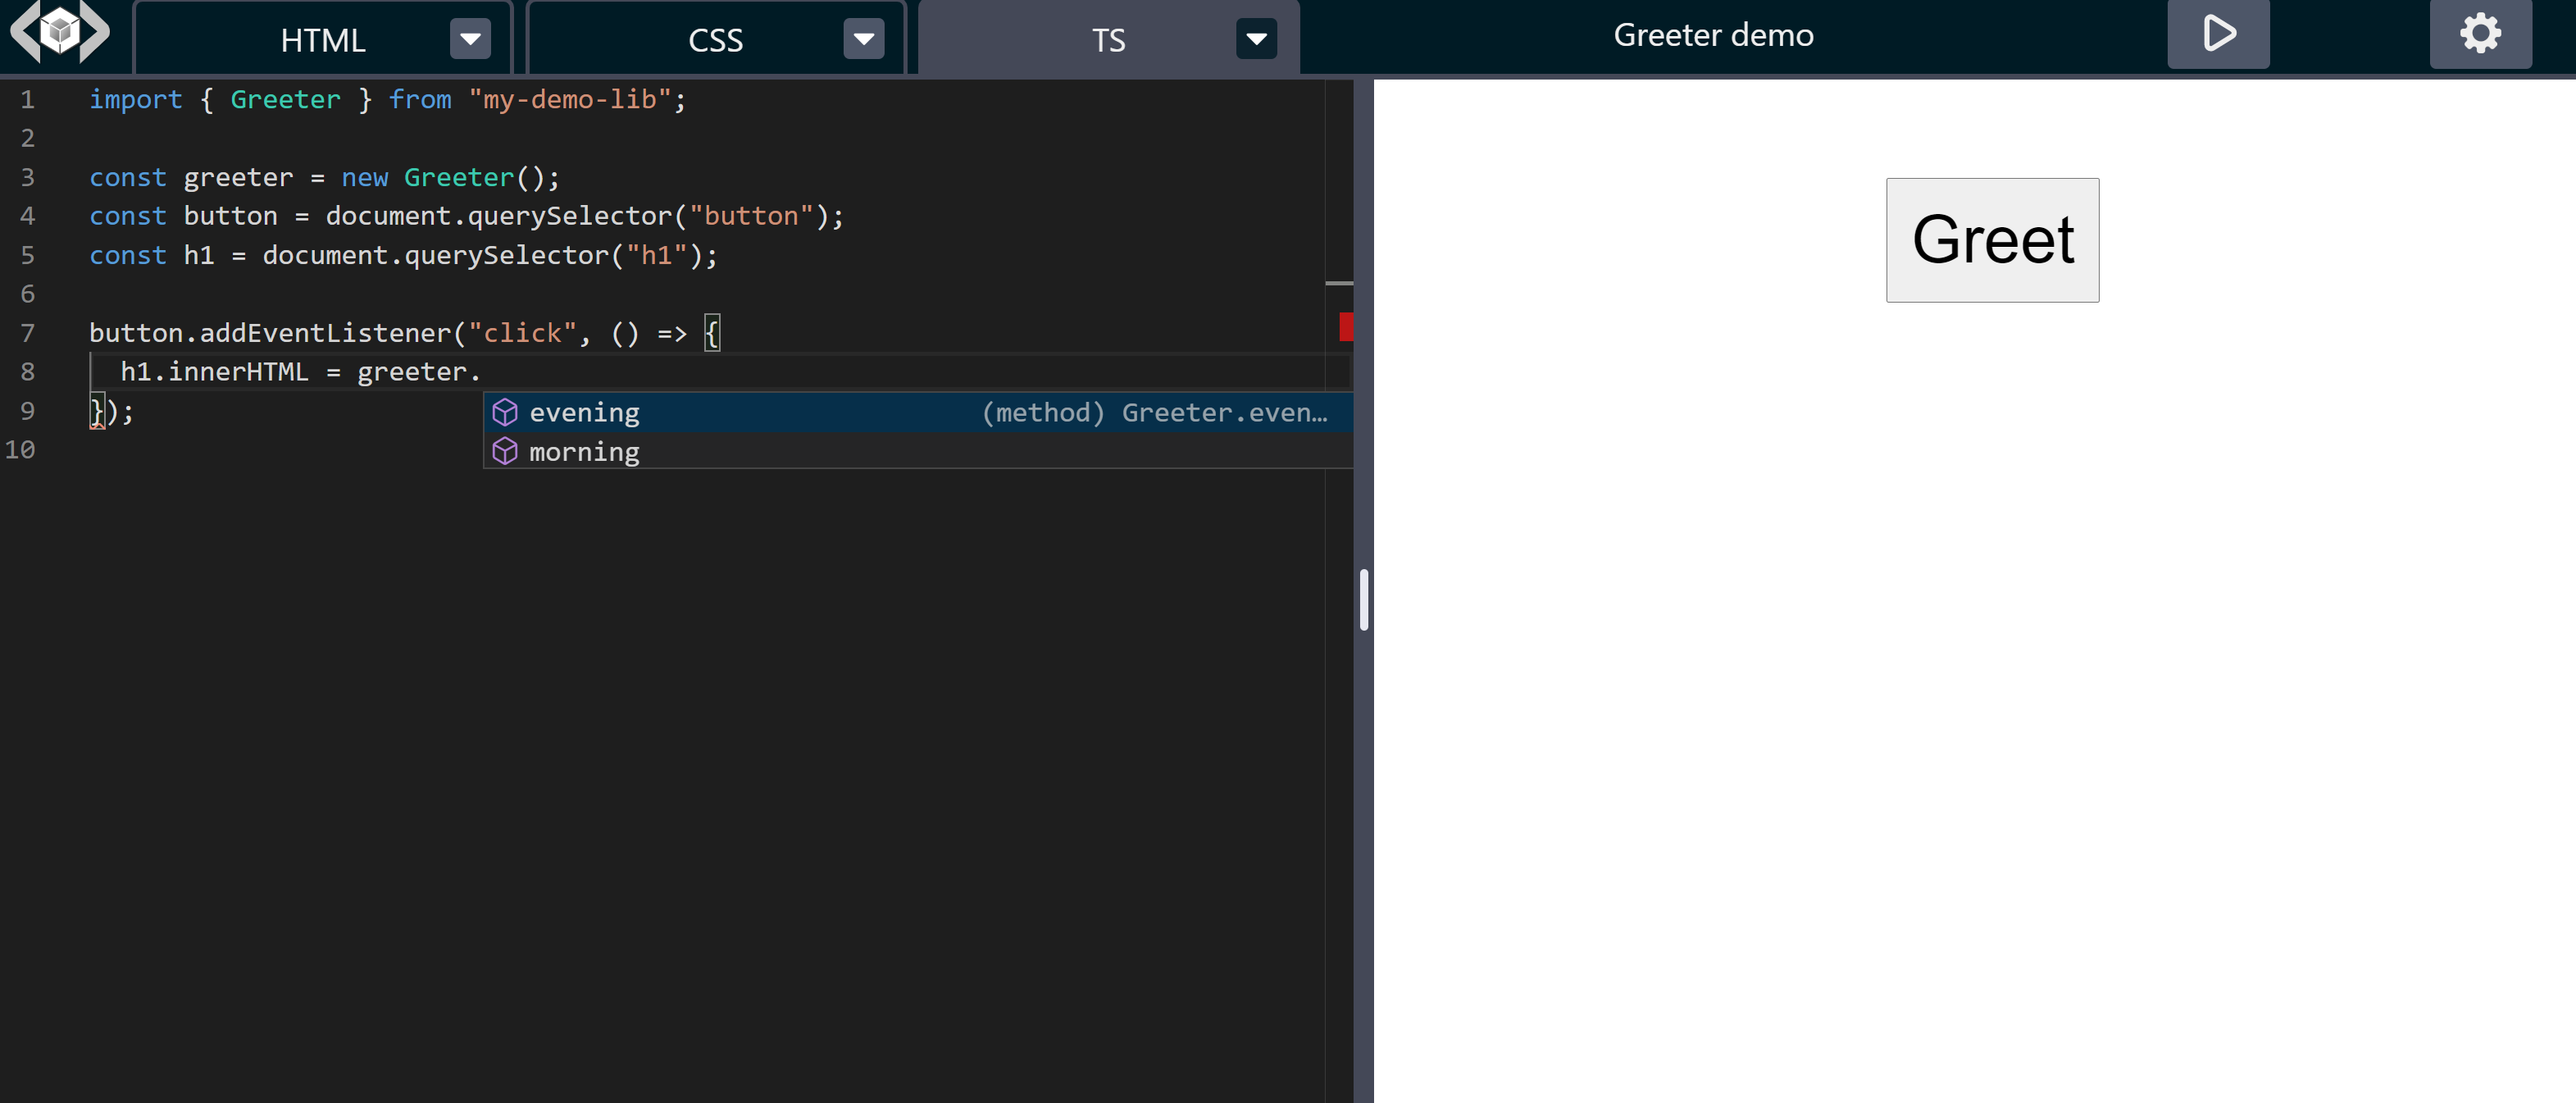 HTML CSS TS Greeter demo
1 import { Greeter } from "my-demo-lib";
2
3 const greeter = new Greeter();
4 const button = document.querySelector("button");
5 const h1 = document.querySelector("h1");
6
7 button.addEventListener("click", () => {
8 h1.innerHTML = greeter.
9 });
evening (method) Greeter.even…
morning
10
Greet